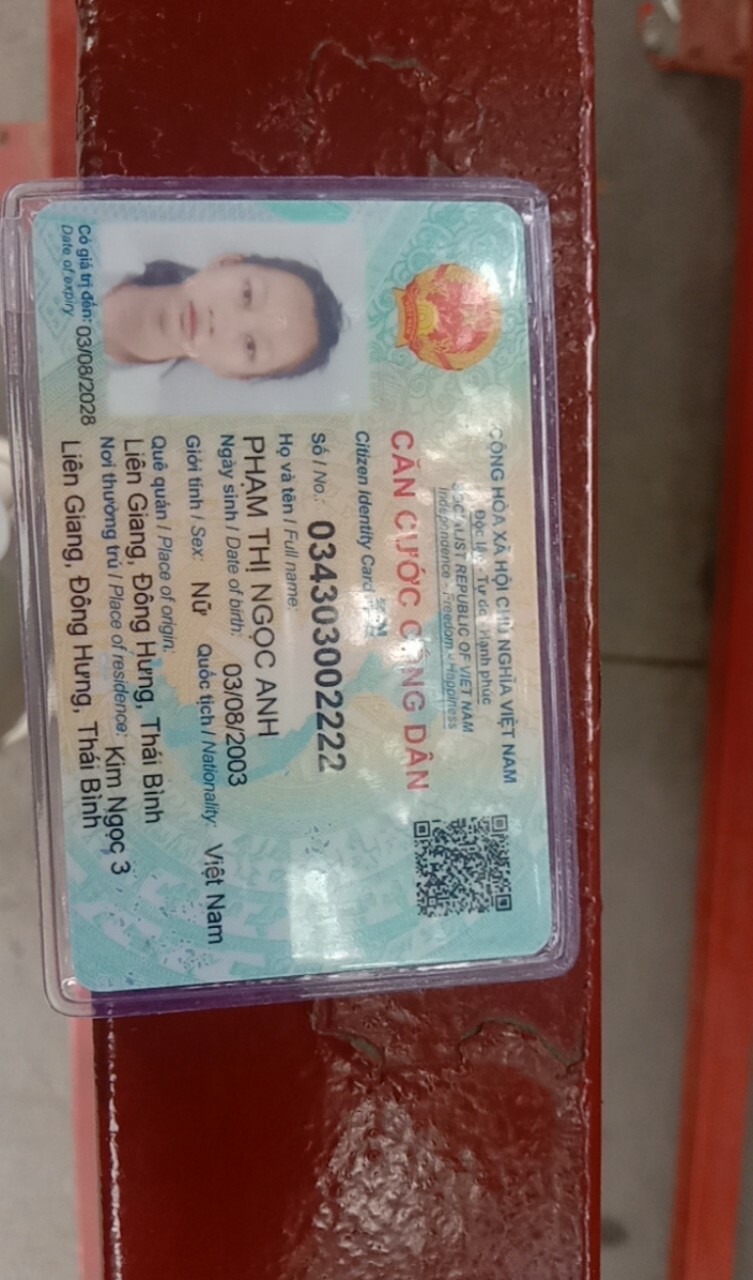 CỘNG HÒA XÃ HỘI CHỦ NGHĨA VIỆT NAM
Độc lập - Tự do - Hạnh phúc
SOCIALIST REPUBLIC OF VIET NAM
Independence - Freedom - Happiness
CĂN CƯỚC CÔNG DÂN
Citizen Identity Card
Số / No.: 034303002222
Họ và tên / Full name:
PHẠM THỊ NGỌC ANH
Ngày sinh / Date of birth: 03/08/2003
Giới tính / Sex: Nữ Quốc tịch / Nationality: Việt Nam
Quê quán / Place of origin:
Liên Giang, Đông Hưng, Thái Bình
Nơi thường trú / Place of residence: Kim Ngọc 3
Liên Giang, Đông Hưng, Thái Bình
Có giá trị đến: 03/08/2028
Date of expiry